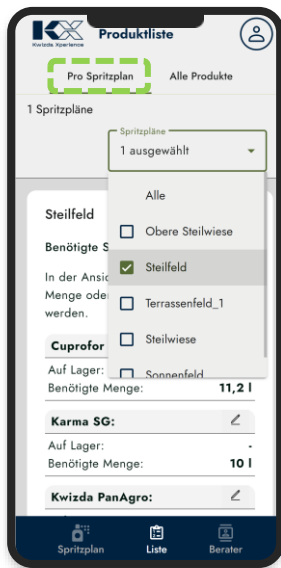 KX
Kwizda Xperience
Produktliste
Pro Spritzplan
Alle Produkte
1 Spritzpläne
Spritzpläne
1 ausgewählt
Alle
Obere Steilwiese
Steilfeld
Terrassenfeld_1
Steilwiese
Sonnenfeld
Steilfeld
Benötigte S
In der Ansic
Menge ode
werden.
Cuprofor
Auf Lager:
Benötigte Menge: 11,2 l
Karma SG:
Auf Lager: -
Benötigte Menge: 10 l
Kwizda PanAgro:
Spritzplan
Liste
Berater